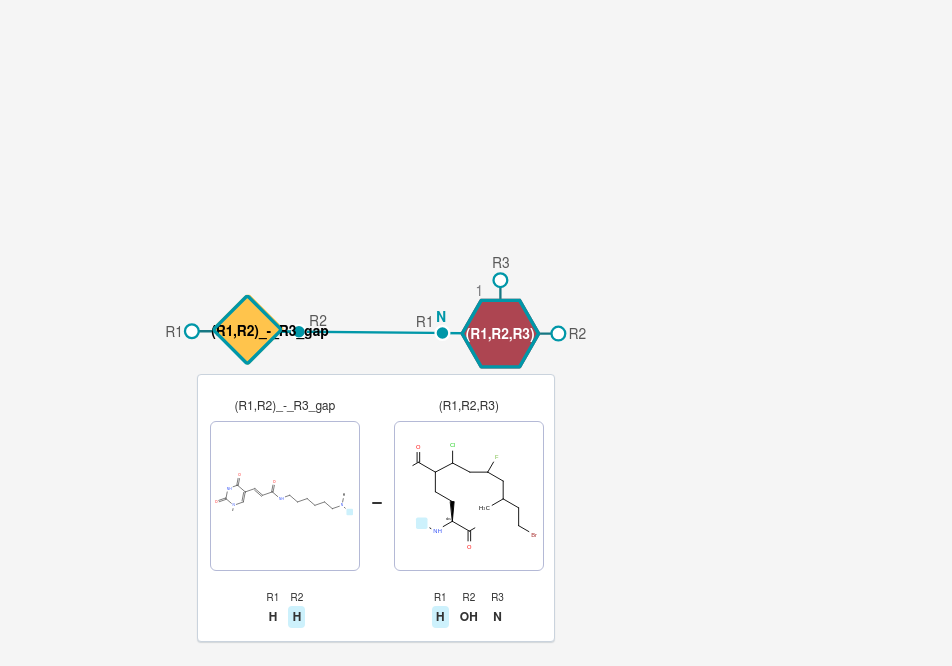 R3
1
R1
(R1,R2)_-_R3_gap
R2
R1
N
(R1,R2,R3)
R2
(R1,R2)_-_R3_gap
(R1,R2,R3)
O
Cl
F
H₃C
Br
NH
O
–
R1 R2
H H
R1 R2 R3
H OH N